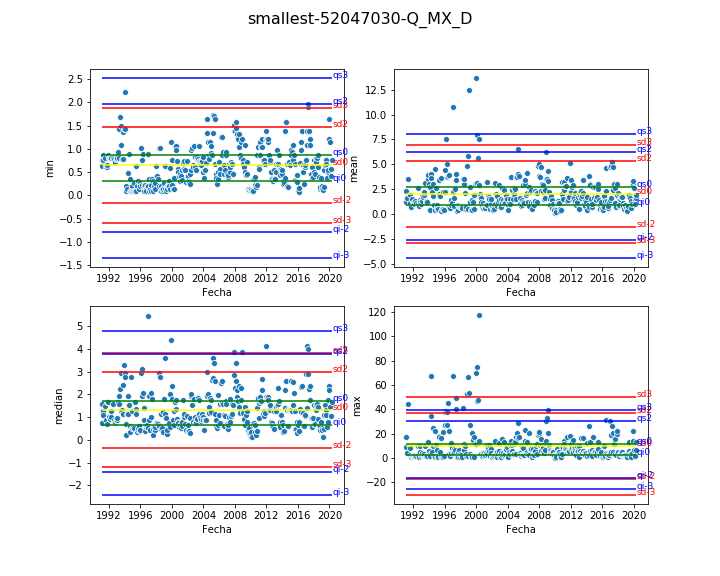 smallest-52047030-Q_MX_D
2.5
2.0
1.5
1.0
0.5
0.0
−0.5
−1.0
−1.5
min
qs3
qs2
sd3
sd2
qs0
sd0
qi0
sd-2
sd-3
qi-2
qi-3
1992 1996 2000 2004 2008 2012 2016 2020
Fecha
12.5
10.0
7.5
5.0
2.5
0.0
−2.5
−5.0
mean
qs3
sd3
qs2
sd2
qs0
sd0
qi0
sd-2
qi-2
sd-3
qi-3
1992 1996 2000 2004 2008 2012 2016 2020
Fecha
5
4
3
2
1
0
−1
−2
median
qs3
qs2
sd2
qs0
sd0
qi0
sd-2
sd-3
qi-2
qi-3
1992 1996 2000 2004 2008 2012 2016 2020
Fecha
120
100
80
60
40
20
0
−20
max
sd3
sd2
qs2
qs0
qi0
qi-2
sd-2
qi-3
sd-3
1992 1996 2000 2004 2008 2012 2016 2020
Fecha